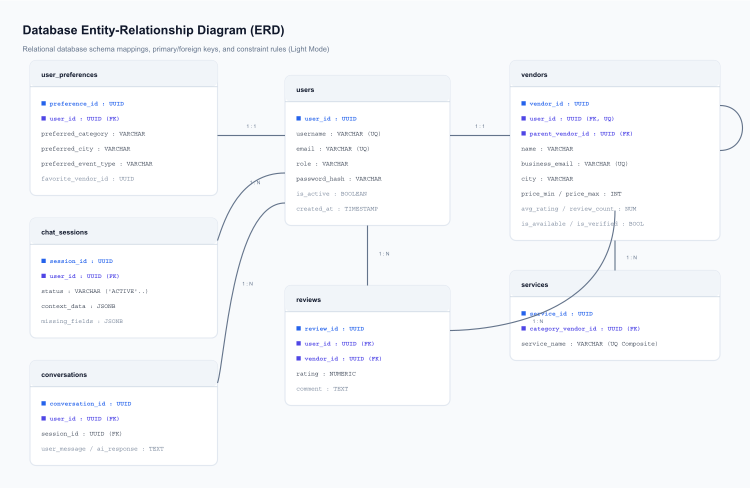 Database Entity-Relationship Diagram (ERD)
Relational database schema mappings, primary/foreign keys, and constraint rules (Light Mode)
user_preferences
preference_id : UUID
user_id : UUID (FK)
preferred_category : VARCHAR
preferred_city : VARCHAR
preferred_event_type : VARCHAR
favorite_vendor_id : UUID
1:1
users
user_id : UUID
username : VARCHAR (UQ)
email : VARCHAR (UQ)
role : VARCHAR
password_hash : VARCHAR
is_active : BOOLEAN
created_at : TIMESTAMP
1:1
vendors
vendor_id : UUID
user_id : UUID (FK, UQ)
parent_vendor_id : UUID (FK)
name : VARCHAR
business_email : VARCHAR (UQ)
city : VARCHAR
price_min / price_max : INT
avg_rating / review_count : NUM
is_available / is_verified : BOOL
1:N
chat_sessions
session_id : UUID
user_id : UUID (FK)
status : VARCHAR ('ACTIVE'..)
context_data : JSONB
missing_fields : JSONB
1:N
1:N
1:N
reviews
review_id : UUID
user_id : UUID (FK)
vendor_id : UUID (FK)
rating : NUMERIC
comment : TEXT
services
service_id : UUID
1:N
category_vendor_id : UUID (FK)
service_name : VARCHAR (UQ Composite)
conversations
conversation_id : UUID
user_id : UUID (FK)
session_id : UUID (FK)
user_message / ai_response : TEXT